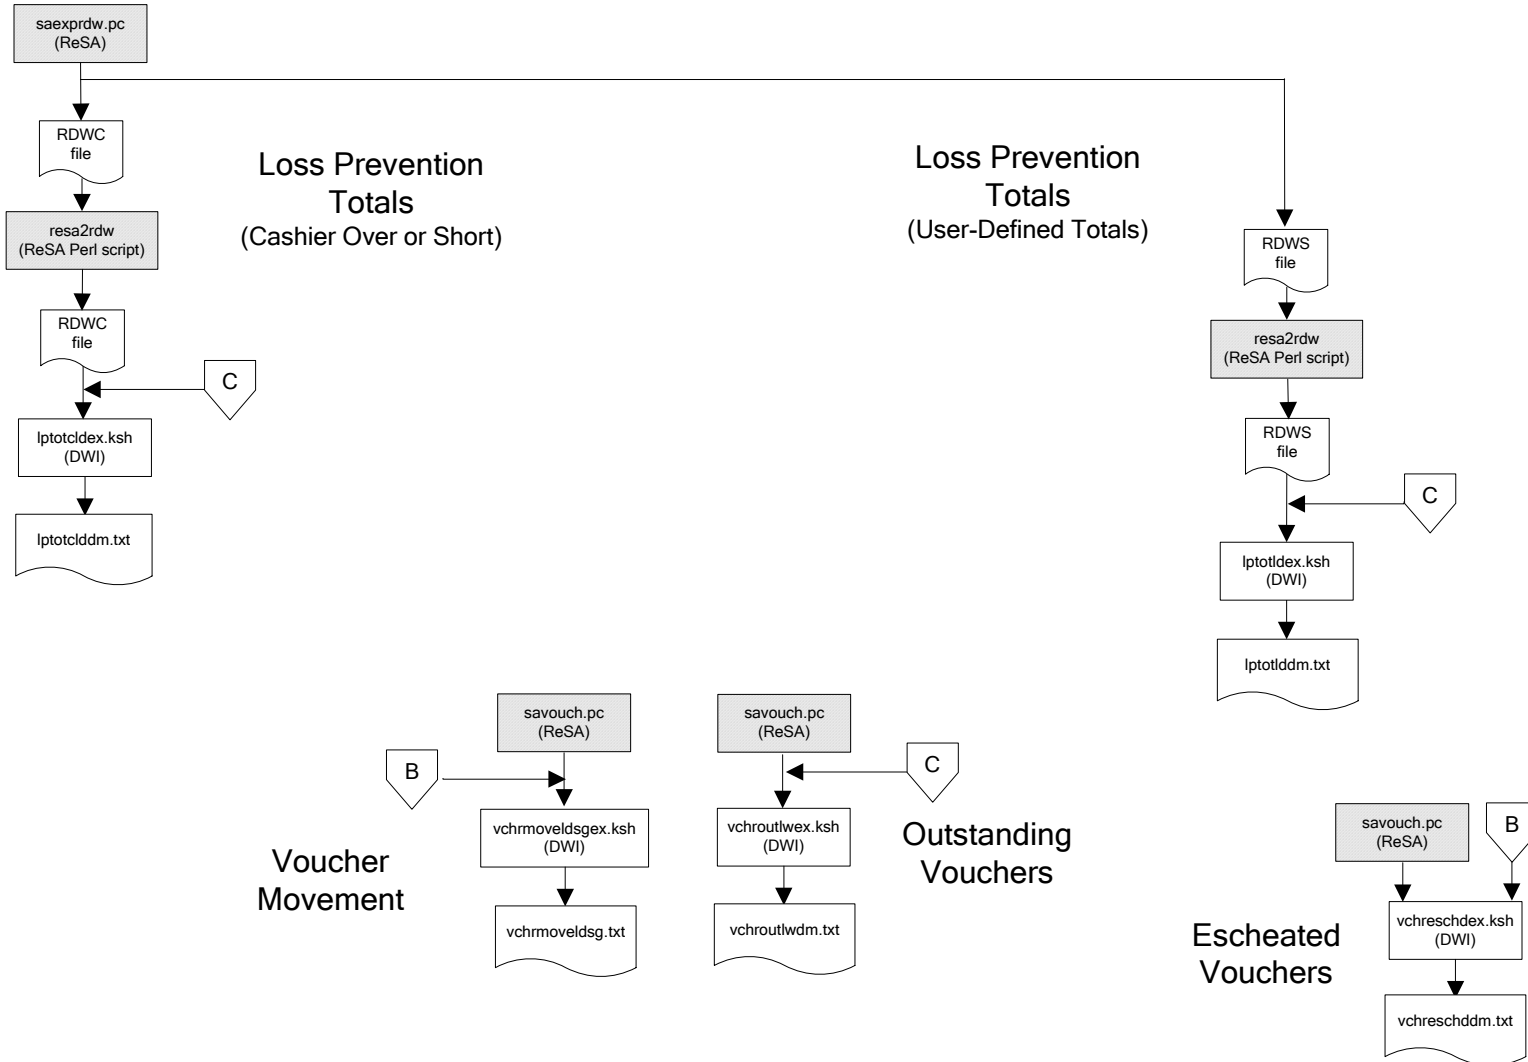 saexprdw.pc
(ReSA)
RDWC
file
Loss Prevention
Totals
(Cashier Over or Short)
resa2rdw
(ReSA Perl script)
RDWC
file
C
lptotcldex.ksh
(DWI)
lptotclddm.txt
Loss Prevention
Totals
(User-Defined Totals)
RDWS
file
resa2rdw
(ReSA Perl script)
RDWS
file
C
lptotldex.ksh
(DWI)
lptotlddm.txt
savouch.pc
(ReSA)
B
vchrmoveldsgex.ksh
(DWI)
Voucher
Movement
vchrmoveldsg.txt
savouch.pc
(ReSA)
C
vchroutlwex.ksh
(DWI)
Outstanding
Vouchers
vchroutlwdm.txt
savouch.pc
(ReSA)
B
vchreschdex.ksh
(DWI)
Escheated
Vouchers
vchreschddm.txt